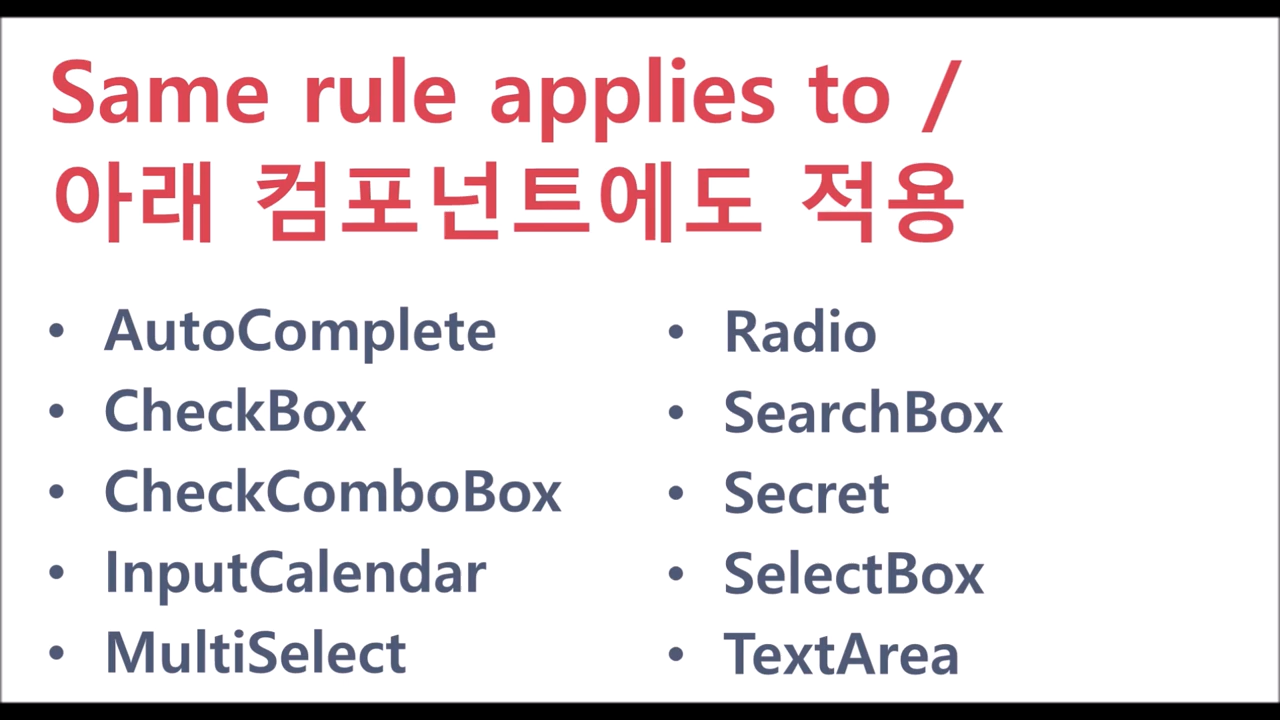 Same rule applies to /
아래 컴포넌트에도 적용
• AutoComplete
• CheckBox
• CheckComboBox
• InputCalendar
• MultiSelect
• Radio
• SearchBox
• Secret
• SelectBox
• TextArea